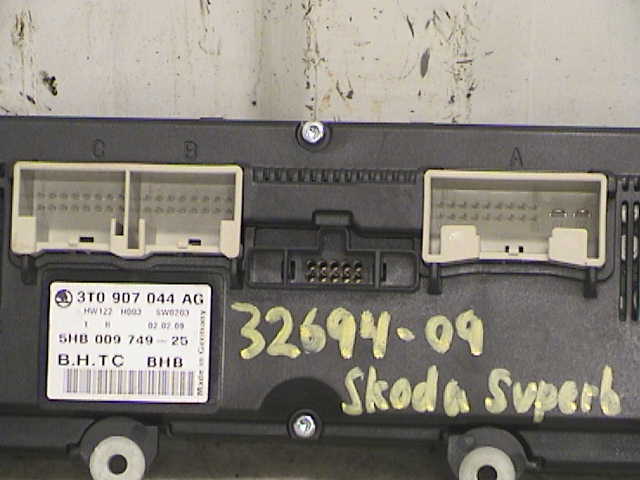 C B A
3T0 907 044 AG
HW122 H003 SW0203
02.02.09
5HB 009 749-25
B.H.TC BHB
Made in Germany
32694-09
Skoda Superb